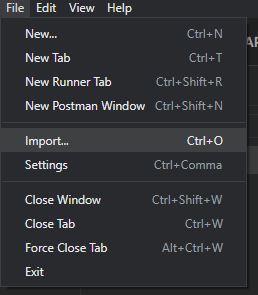 File Edit View Help
New... Ctrl+N
New Tab Ctrl+T
New Runner Tab Ctrl+Shift+R
New Postman Window Ctrl+Shift+N
Import... Ctrl+O
Settings Ctrl+Comma
Close Window Ctrl+Shift+W
Close Tab Ctrl+W
Force Close Tab Alt+Ctrl+W
Exit